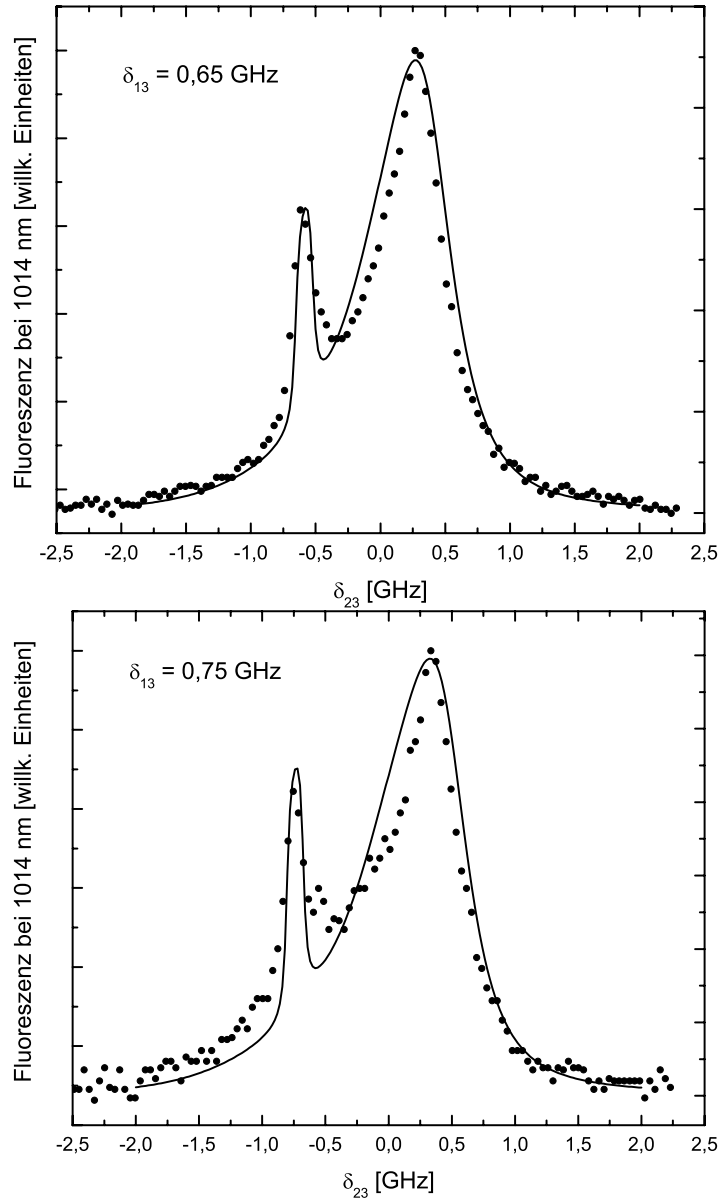 Fluoreszenz bei 1014 nm [willk. Einheiten]
δ13 = 0,65 GHz
-2,5 -2,0 -1,5 -1,0 -0,5 0,0 0,5 1,0 1,5 2,0 2,5
δ23 [GHz]
Fluoreszenz bei 1014 nm [willk. Einheiten]
δ13 = 0,75 GHz
-2,5 -2,0 -1,5 -1,0 -0,5 0,0 0,5 1,0 1,5 2,0 2,5
δ23 [GHz]